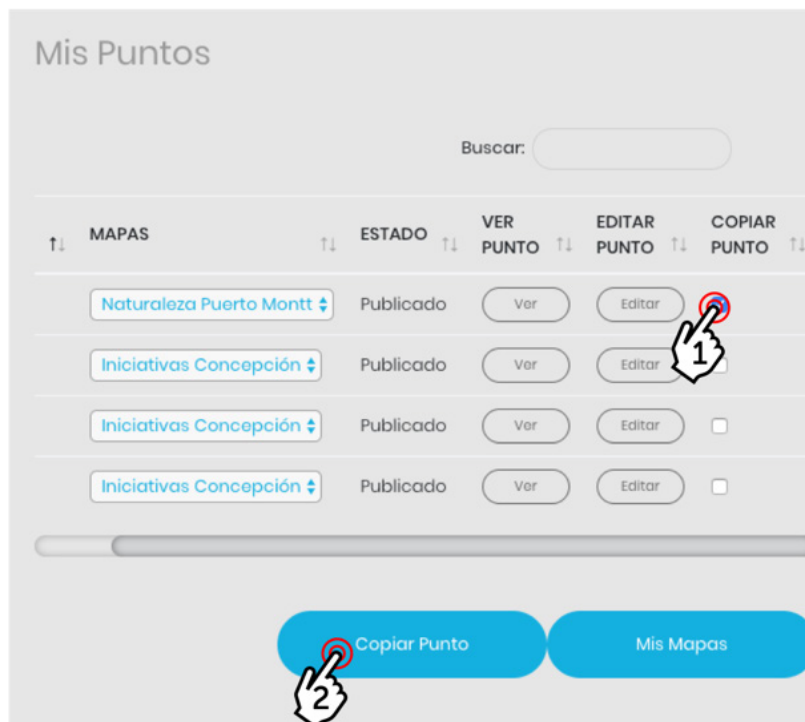 Mis Puntos
Buscar:
MAPAS ESTADO VER PUNTO EDITAR PUNTO COPIAR PUNTO
Naturaleza Puerto Montt Publicado Ver Editar
1
Iniciativas Concepción Publicado Ver Editar
Iniciativas Concepción Publicado Ver Editar
Iniciativas Concepción Publicado Ver Editar
Copiar Punto Mis Mapas
2